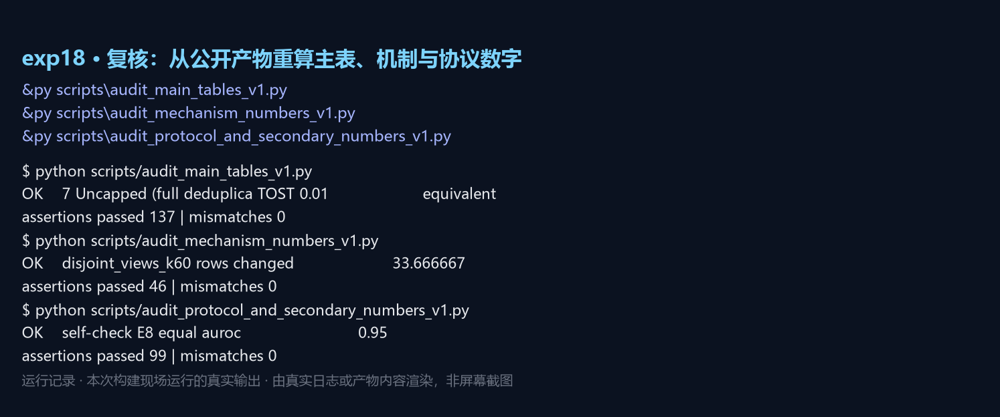 exp18 · 复核：从公开产物重算主表、机制与协议数字
&py scripts\audit_main_tables_v1.py
&py scripts\audit_mechanism_numbers_v1.py
&py scripts\audit_protocol_and_secondary_numbers_v1.py
$ python scripts/audit_main_tables_v1.py
OK 7 Uncapped (full deduplica TOST 0.01 equivalent
assertions passed 137 | mismatches 0
$ python scripts/audit_mechanism_numbers_v1.py
OK disjoint_views_k60 rows changed 33.666667
assertions passed 46 | mismatches 0
$ python scripts/audit_protocol_and_secondary_numbers_v1.py
OK self-check E8 equal auroc 0.95
assertions passed 99 | mismatches 0
运行记录 · 本次构建现场运行的真实输出 · 由真实日志或产物内容渲染，非屏幕截图